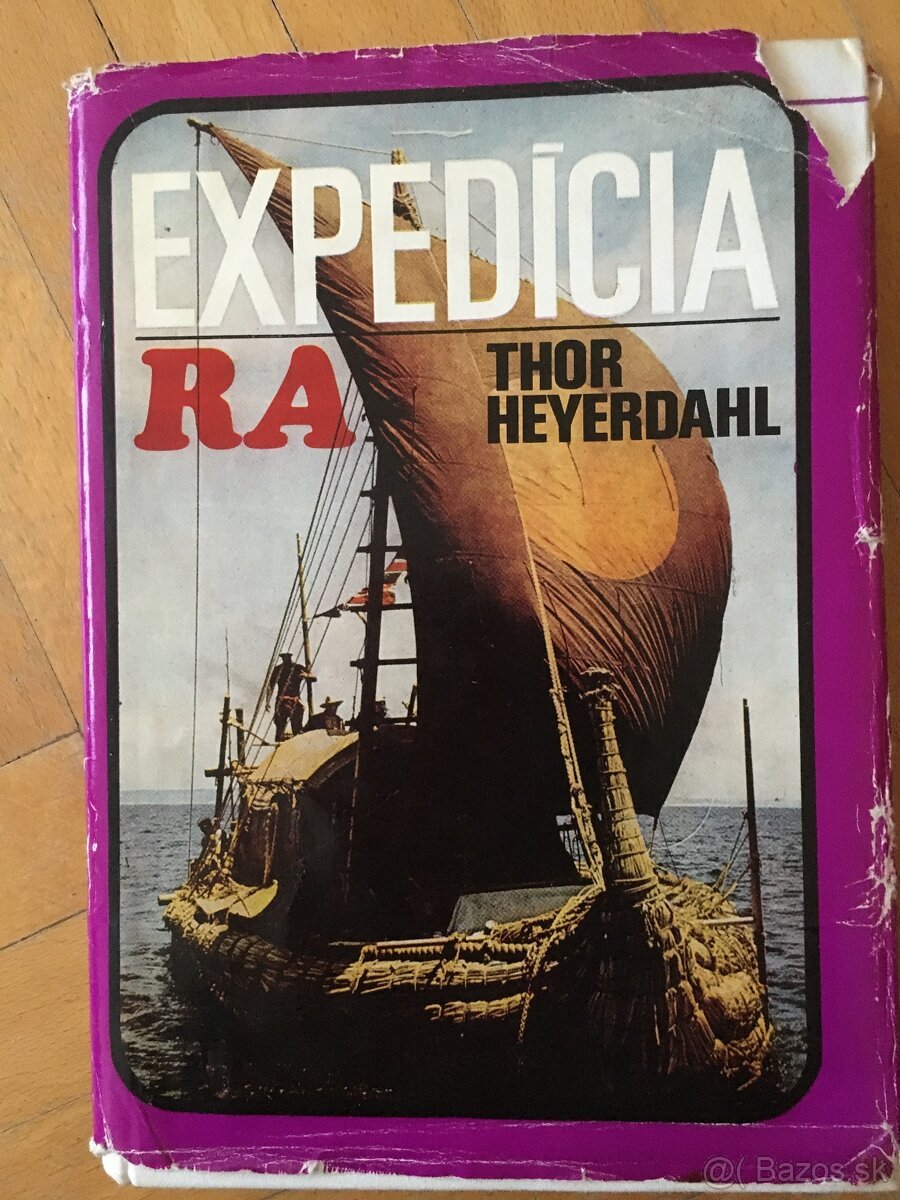 EXPEDÍCIA
RA
THOR
HEYERDAHL
@( Bazos.sk